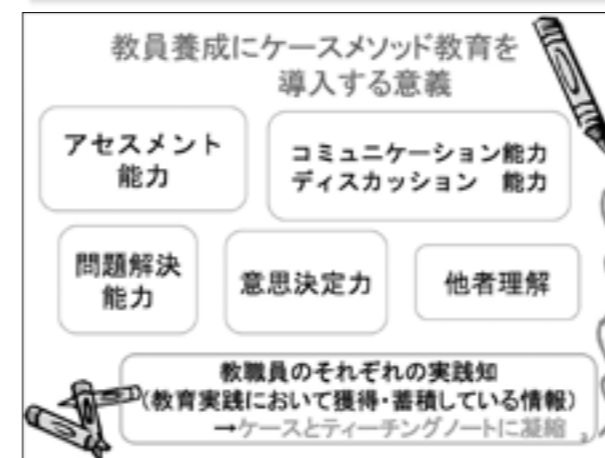 教員養成にケースメソッド教育を
導入する意義
アセスメント
能力
コミュニケーション能力
ディスカッション　能力
問題解決
能力
意思決定力
他者理解
教職員のそれぞれの実践知
（教育実践において獲得・蓄積している情報）
→ケースとティーチングノートに凝縮